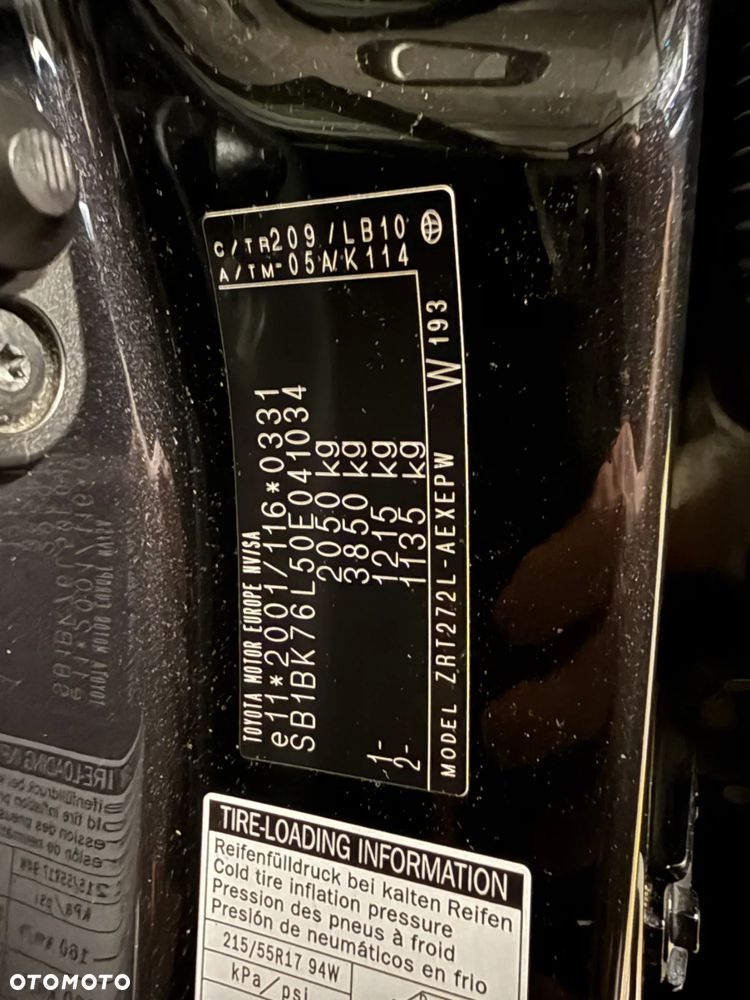 TOYOTA MOTOR EUROPE NV/SA
e11*2001/116*0331
SB1BK76L50E041034
2050 kg
3850 kg
1- 1215 kg
2- 1135 kg
MODEL ZRT272L-AEXEPW W 193
C/TR 209 /LB10
A/TM -05A/K114
TIRE-LOADING INFORMATION
Reifenfülldruck bei kalten Reifen
Cold tire inflation pressure
Pression des pneus à froid
Presión de neumáticos en frio
215/55R17 94W
kPa/psi
OTOMOTO